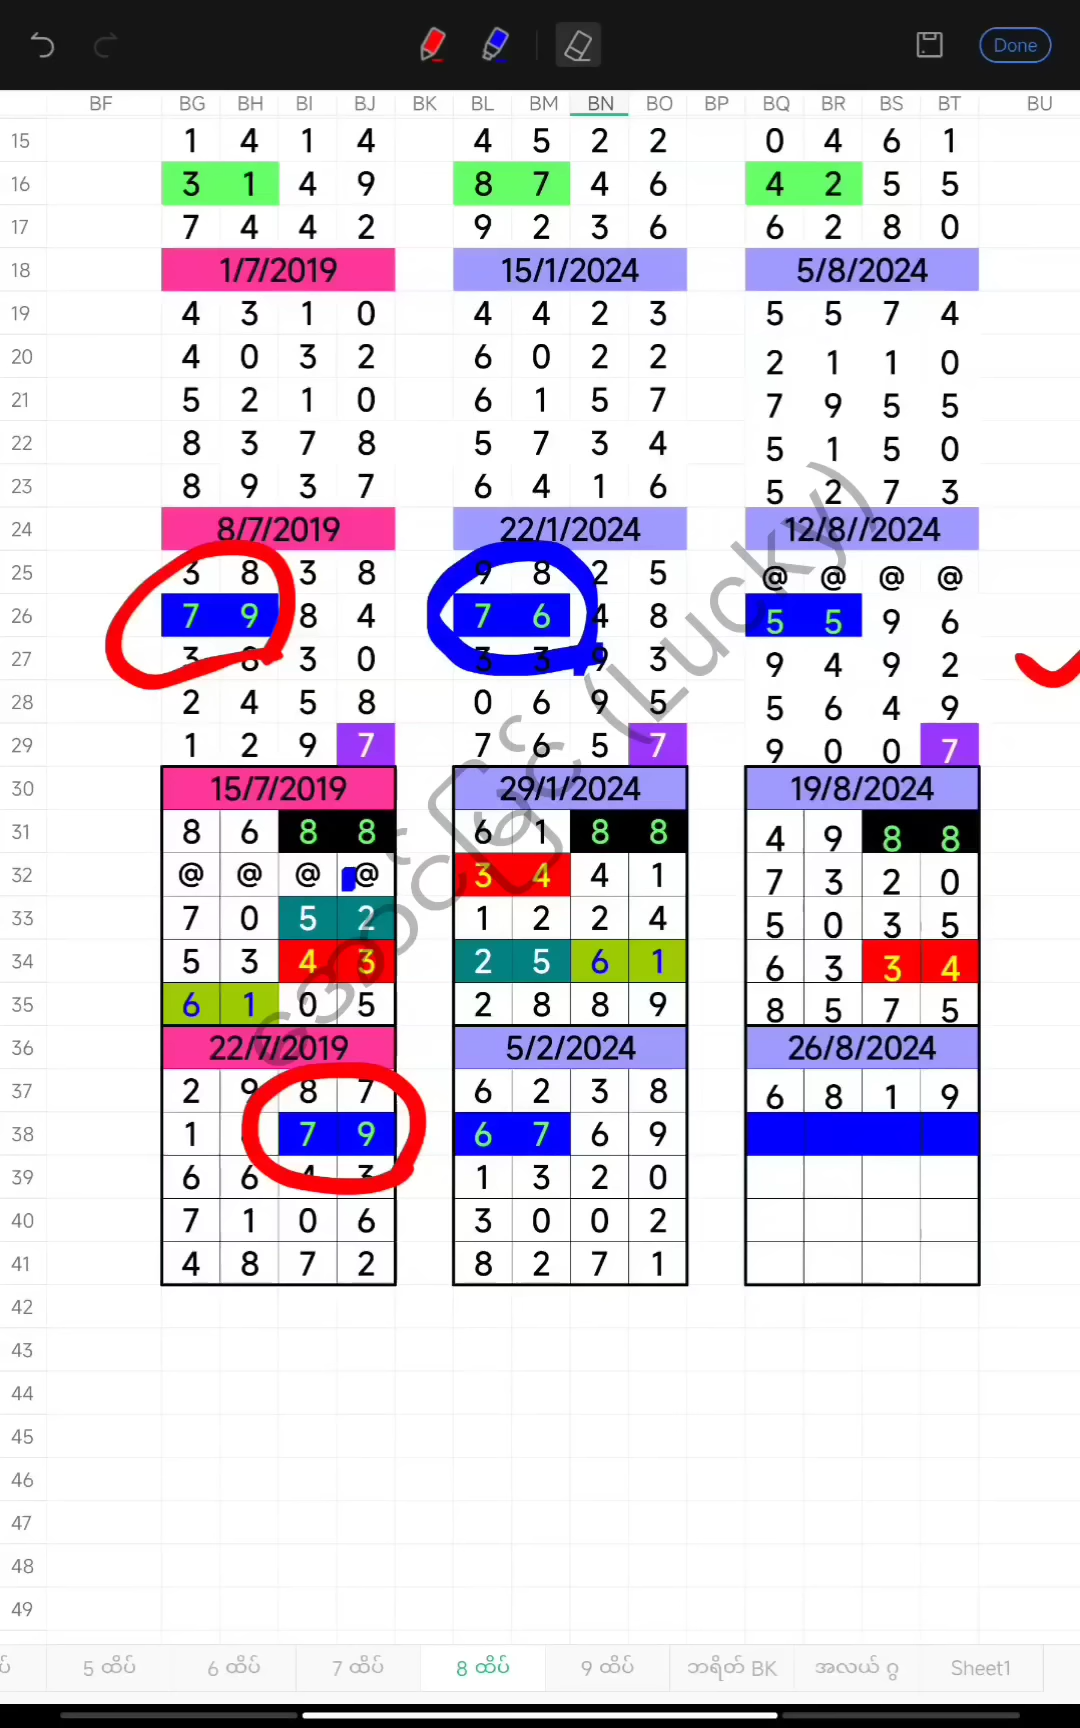 Done
BF BG BH BI BJ BK BL BM BN BO BP BQ BR BS BT BU
15 1 4 1 4 4 5 2 2 0 4 6 1
16 3 1 4 9 8 7 4 6 4 2 5 5
17 7 4 4 2 9 2 3 6 6 2 8 0
18 1/7/2019 15/1/2024 5/8/2024
19 4 3 1 0 4 4 2 3 5 5 7 4
20 4 0 3 2 6 0 2 2 2 1 1 0
21 5 2 1 0 6 1 5 7 7 9 5 5
22 8 3 7 8 5 7 3 4 5 1 5 0
23 8 9 3 7 6 4 1 6 5 2 7 3
24 8/7/2019 22/1/2024 12/8//2024
25 3 8 3 8 9 8 2 5 @ @ @ @
26 7 9 8 4 7 6 4 8 5 5 9 6
27 3 8 3 0 3 3 9 3 9 4 9 2
28 2 4 5 8 0 6 9 5 5 6 4 9
29 1 2 9 7 7 6 5 7 9 0 0 7
30 15/7/2019 29/1/2024 19/8/2024
31 8 6 8 8 6 1 8 8 4 9 8 8
32 @ @ @ @ 3 4 4 1 7 3 2 0
33 7 0 5 2 1 2 2 4 5 0 3 5
34 5 3 4 3 2 5 6 1 6 3 3 4
35 6 1 0 5 2 8 8 9 8 5 7 5
36 22/7/2019 5/2/2024 26/8/2024
37 2 9 8 7 6 2 3 8 6 8 1 9
38 1 7 9 6 7 6 9
39 6 6 4 3 1 3 2 0
40 7 1 0 6 3 0 0 2
41 4 8 7 2 8 2 7 1
42
43
44
45
46
47
48
49
(Lucky)
5 ထိပ် 6 ထိပ် 7 ထိပ် 8 ထိပ် 9 ထိပ် ဘရိတ် BK အလယ် ဂွ Sheet1